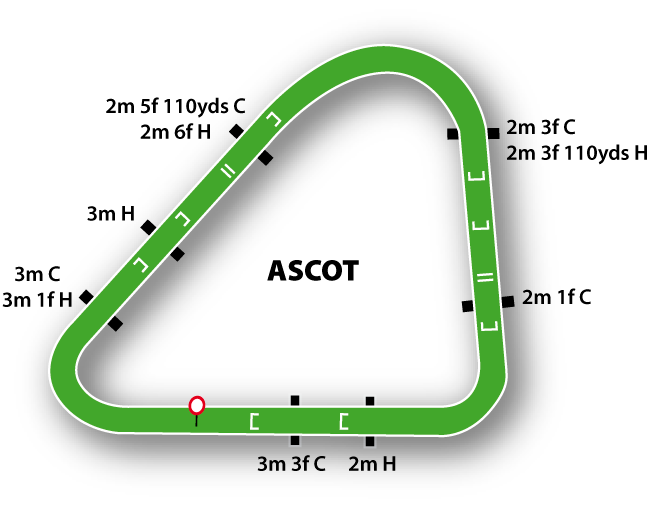 2m 5f 110yds C
2m 6f H
2m 3f C
2m 3f 110yds H
3m H
ASCOT
3m C
3m 1f H
2m 1f C
3m 3f C
2m H